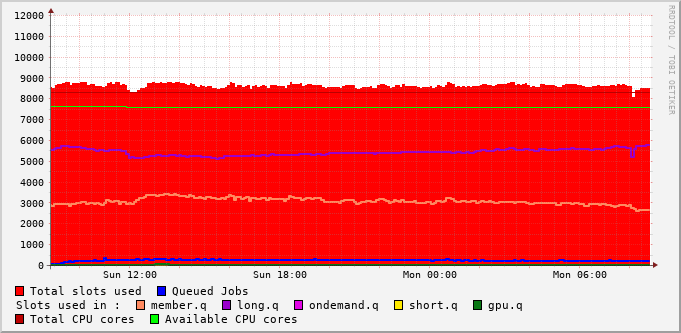 RRDTOOL / TOBI OETIKER
12000
11000
10000
9000
8000
7000
6000
5000
4000
3000
2000
1000
0
Sun 12:00 Sun 18:00 Mon 00:00 Mon 06:00
Total slots used Queued Jobs
Slots used in : member.q long.q ondemand.q short.q gpu.q
Total CPU cores Available CPU cores